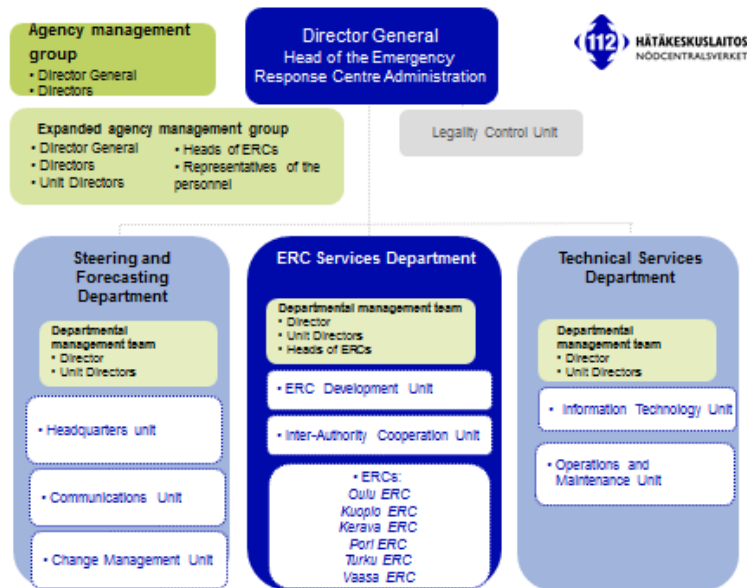 Agency management
group
• Director General
• Directors
Director General
Head of the Emergency
Response Centre Administration
112
HÄTÄKESKUSLAITOS
NÖDCENTRALSVERKET
Expanded agency management group
• Director General
• Directors
• Unit Directors
• Heads of ERCs
• Representatives of the
personnel
Legality Control Unit
Steering and
Forecasting
Department
Departmental
management team
• Director
• Unit Directors
• Headquarters unit
• Communications Unit
• Change Management Unit
ERC Services Department
Departmental management team
• Director
• Unit Directors
• Heads of ERCs
• ERC Development Unit
• Inter-Authority Cooperation Unit
• ERCs:
Oulu ERC
Kuopio ERC
Kerava ERC
Pori ERC
Turku ERC
Vaasa ERC
Technical Services
Department
Departmental
management team
• Director
• Unit Directors
• Information Technology Unit
• Operations and
Maintenance Unit